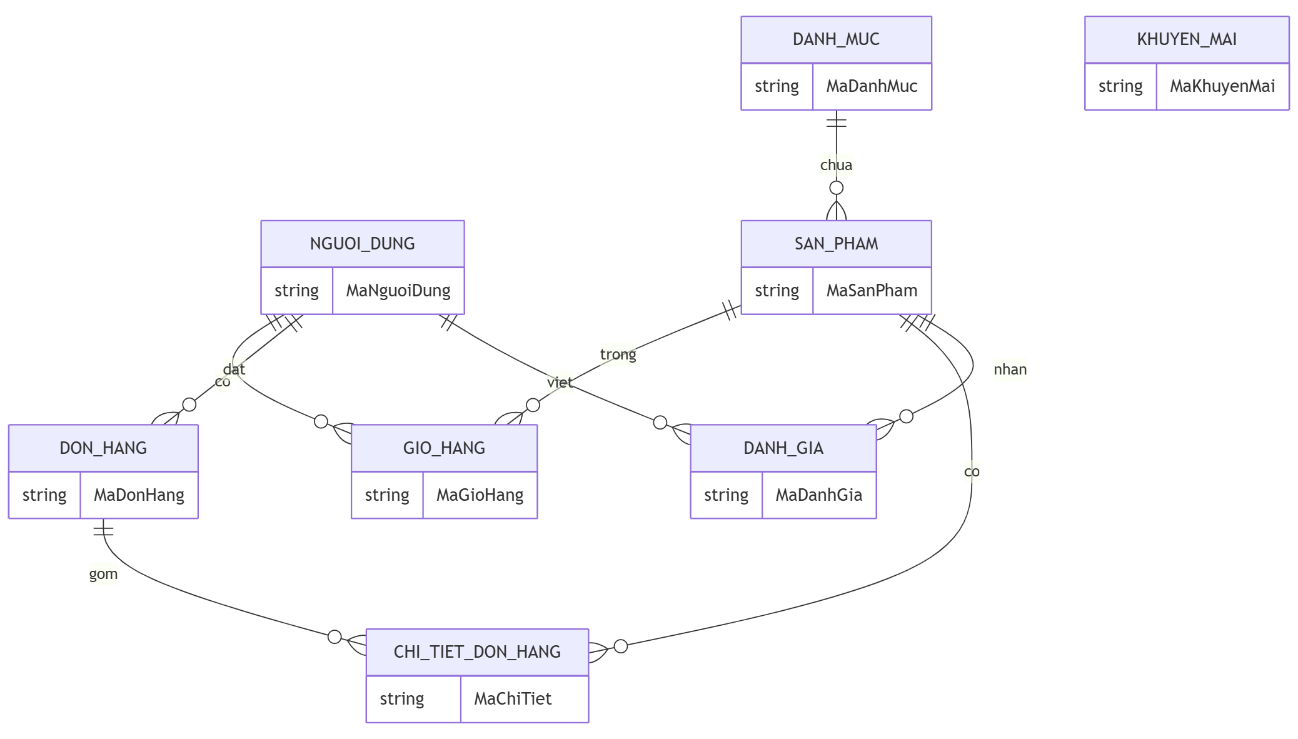 DANH_MUC
string MaDanhMuc
KHUYEN_MAI
string MaKhuyenMai
chua
NGUOI_DUNG
string MaNguoiDung
SAN_PHAM
string MaSanPham
dat
co
viet
trong
nhan
DON_HANG
string MaDonHang
GIO_HANG
string MaGioHang
DANH_GIA
string MaDanhGia
co
gom
CHI_TIET_DON_HANG
string MaChiTiet